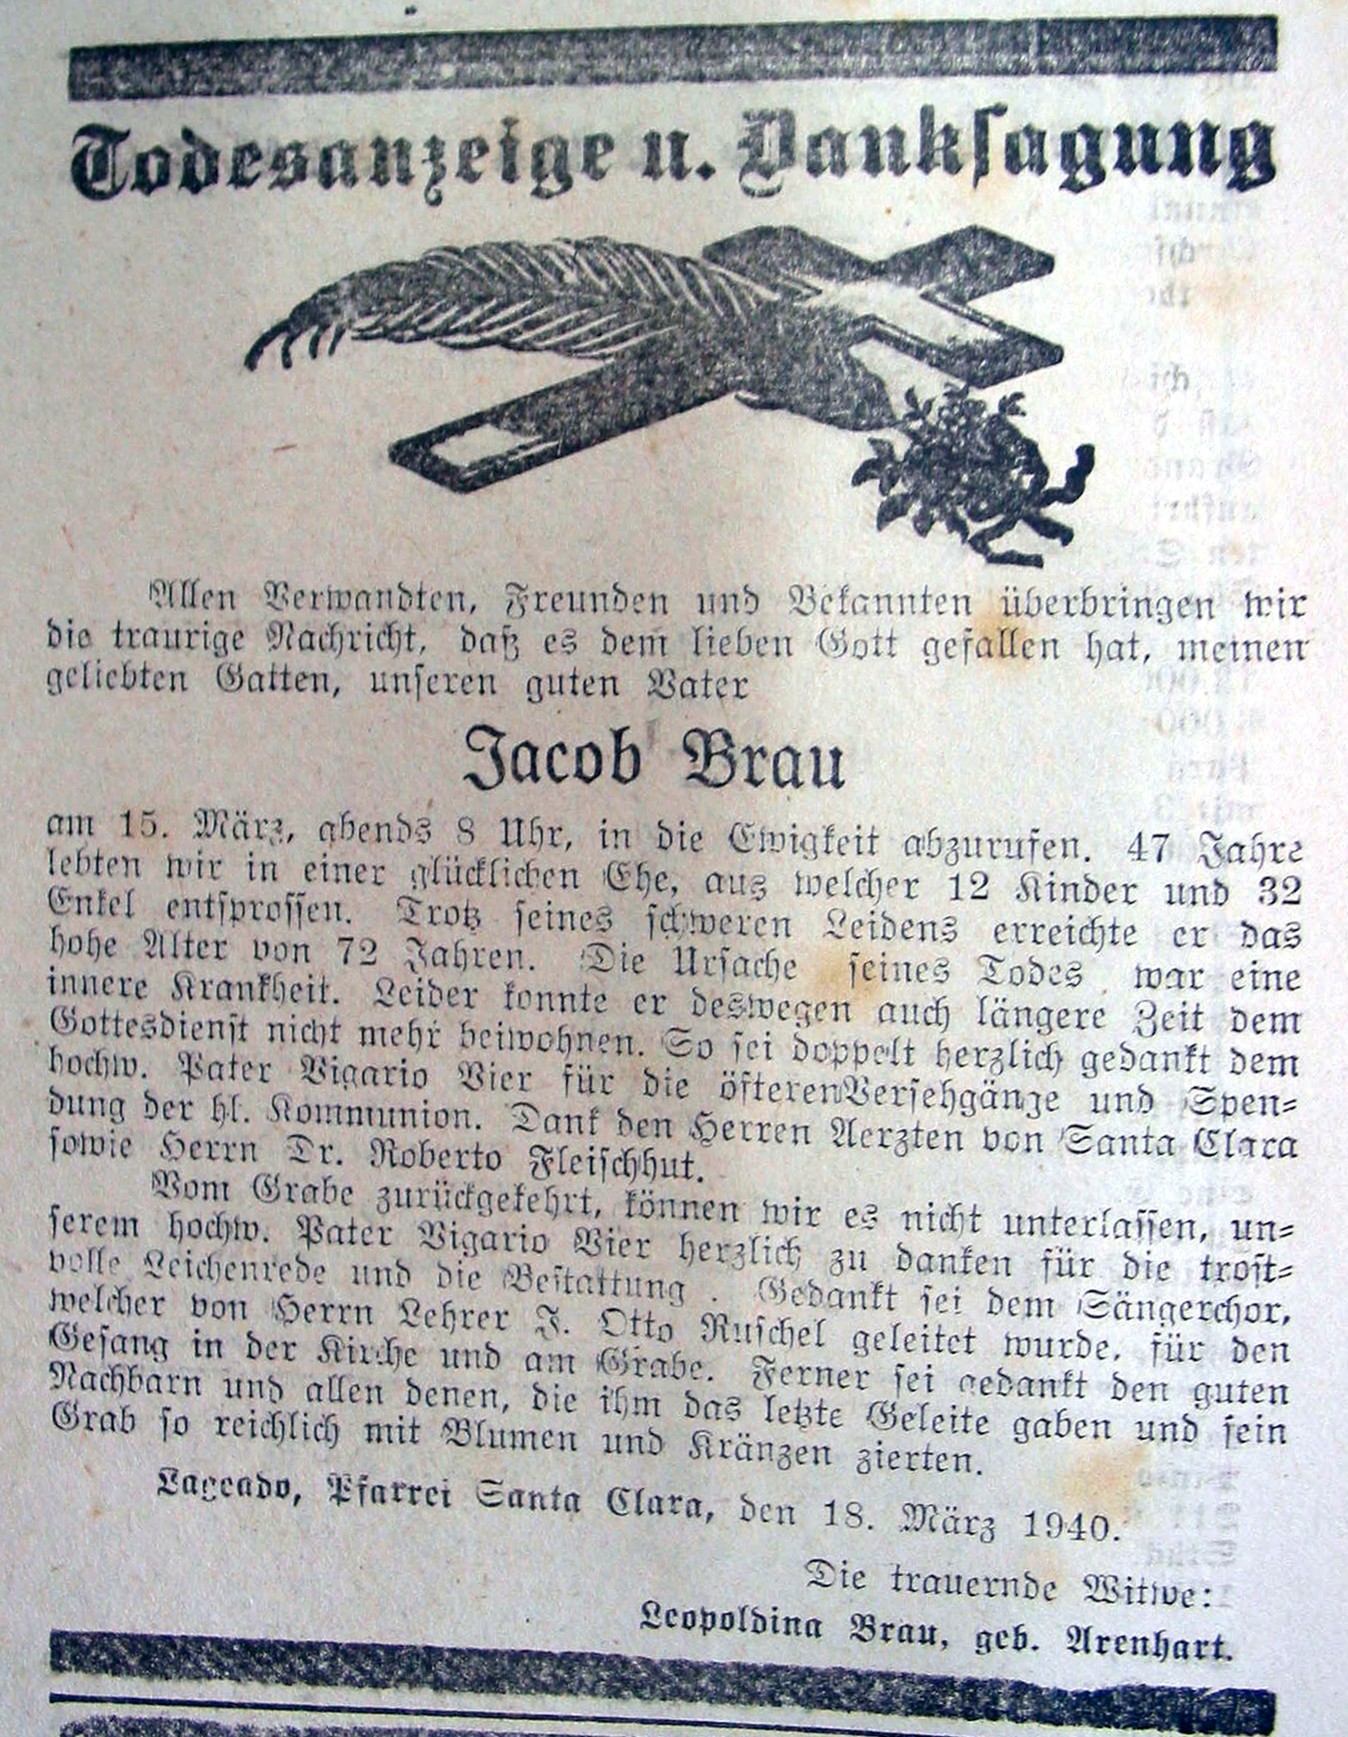 Todesanzeige u. Danksagung
Allen Verwandten, Freunden und Bekannten überbringen wir
die traurige Nachricht, daß es dem lieben Gott gefallen hat, meinen
geliebten Gatten, unseren guten Vater
Jacob Brau
am 15. März, abends 8 Uhr, in die Ewigkeit abzurufen. 47 Jahre
lebten wir in einer glücklichen Ehe, aus welcher 12 Kinder und 32
Enkel entsprossen. Trotz seines schweren Leidens erreichte er das
hohe Alter von 72 Jahren. Die Ursache seines Todes war eine
innere Krankheit. Leider konnte er deswegen auch längere Zeit dem
Gottesdienst nicht mehr beiwohnen. So sei doppelt herzlich gedankt dem
hochw. Pater Vigario Vier für die öfterenVersehgänge und Spen-
dung der hl. Kommunion. Dank den Herren Aerzten von Santa Clara
sowie Herrn Dr. Roberto Fleischhut.
Vom Grabe zurückgekehrt, können wir es nicht unterlassen, un-
serem hochw. Pater Vigario Vier herzlich zu danken für die trost-
volle Leichenrede und die Bestattung . Gedankt sei dem Sängerchor,
welcher von Herrn Lehrer J. Otto Ruschel geleitet wurde, für den
Gesang in der Kirche und am Grabe. Ferner sei gedankt den guten
Nachbarn und allen denen, die ihm das letzte Geleite gaben und sein
Grab so reichlich mit Blumen und Kränzen zierten.
Lageado, Pfarrei Santa Clara, den 18. März 1940.
Die trauernde Witwe:
Leopoldina Brau, geb. Arenhart.